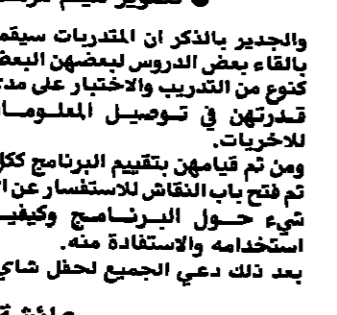 والجدير بالذكر ان المتدربات سيقم
بالقاء بعض الدروس لبعضهن البعض
كنوع من التدريب والاختبار على مدى
قدرتهن في توصيل المعلومات
للاخريات.
ومن ثم قيامهن بتقييم البرنامج ككل
تم فتح باب النقاش للاستفسار عن ا
شيء حول البرنامج وكيفية
استخدامه والاستفادة منه.
بعد ذلك دعي الجميع لحفل شاي